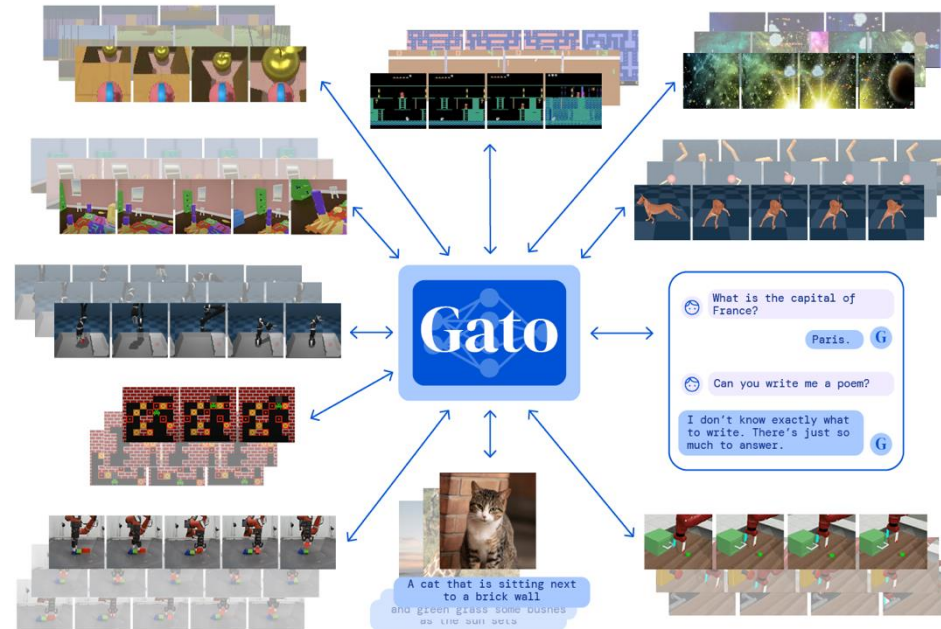 Gato
What is the capital of
France?
Paris.
G
Can you write me a poem?
I don't know exactly what
to write. There's just so
much to answer.
G
A cat that is sitting next
to a brick wall
and green grass some bushes
as the sun sets